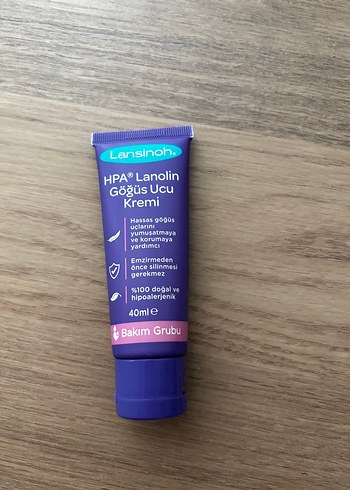 Lansinoh®
HPA® Lanolin
Göğüs Ucu
Kremi
Hassas göğüs
uçlarını
yumuşatmaya
ve korumaya
yardımcı
Emzirmeden
önce silinmesi
gerekmez
%100 doğal ve
hipoalerjenik
40ml e
Bakım Grubu